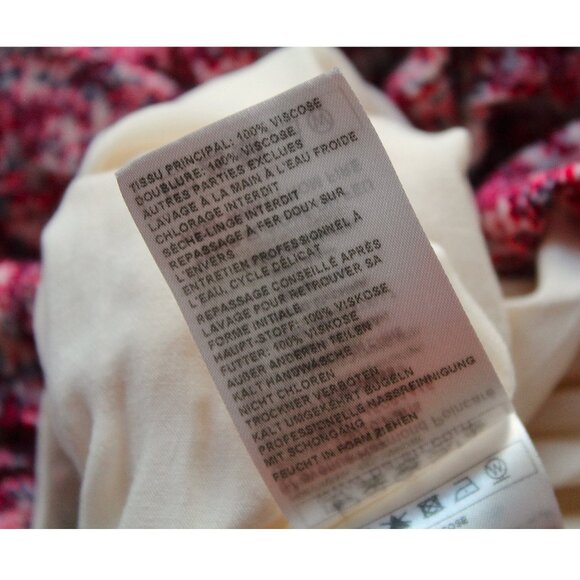 TISSU PRINCIPAL: 100% VISCOSE
DOUBLURE: 100% VISCOSE
AUTRES PARTIES EXCLUES
LAVAGE À LA MAIN À L'EAU FROIDE
CHLORAGE INTERDIT
SÈCHE-LINGE INTERDIT
REPASSAGE À FER DOUX SUR
L'ENVERS
ENTRETIEN PROFESSIONNEL À
L'EAU, CYCLE DÉLICAT
REPASSAGE CONSEILLÉ APRÈS
LAVAGE POUR RETROUVER SA
FORME INITIALE
HAUPT-STOFF: 100% VISKOSE
FUTTER: 100% VISKOSE
AUßER ANDEREN TEILEN
KALT HANDWÄSCHE
NICHT CHLOREN
TROCKNER VERBOTEN
KALT UMGEKEHRT BÜGELN
PROFESSIONELLE NASSREINNIGUNG
MIT SCHONGANG
FEUCHT IN FORM ZIEHEN
W